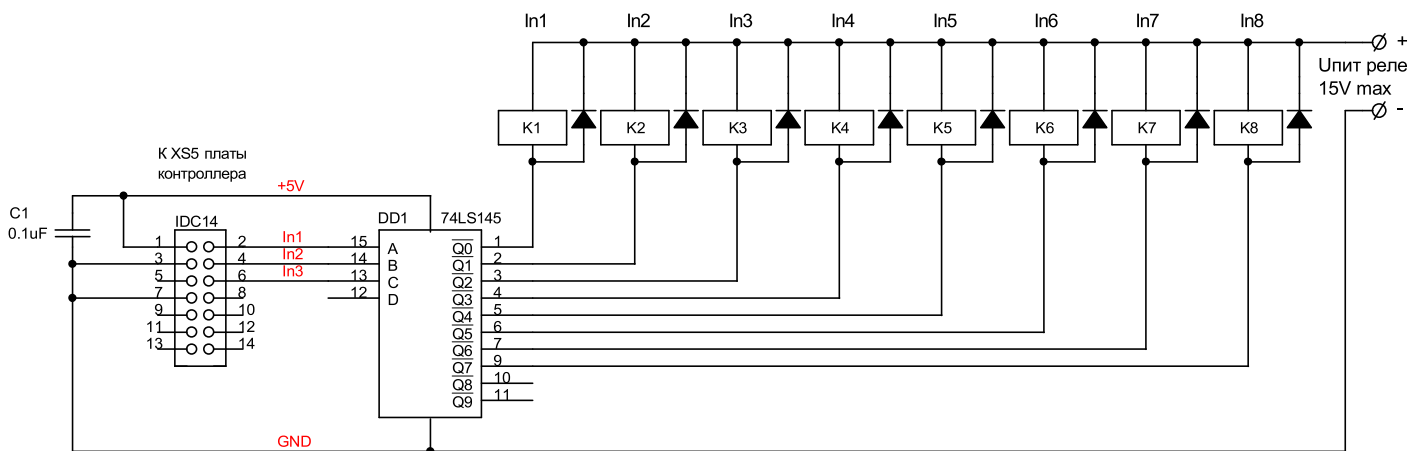 In1 In2 In3 In4 In5 In6 In7 In8
+
Uпит реле
15V max
-
K1 K2 K3 K4 K5 K6 K7 K8
К XS5 платы
контроллера
+5V
C1
0.1uF
IDC14
DD1 74LS145
1 2 In1 15 A Q0 1
3 4 In2 14 B Q1 2
5 6 In3 13 C Q2 3
7 8 12 D Q3 4
9 10 Q4 5
11 12 Q5 6
13 14 Q6 7
Q7 9
Q8 10
Q9 11
GND